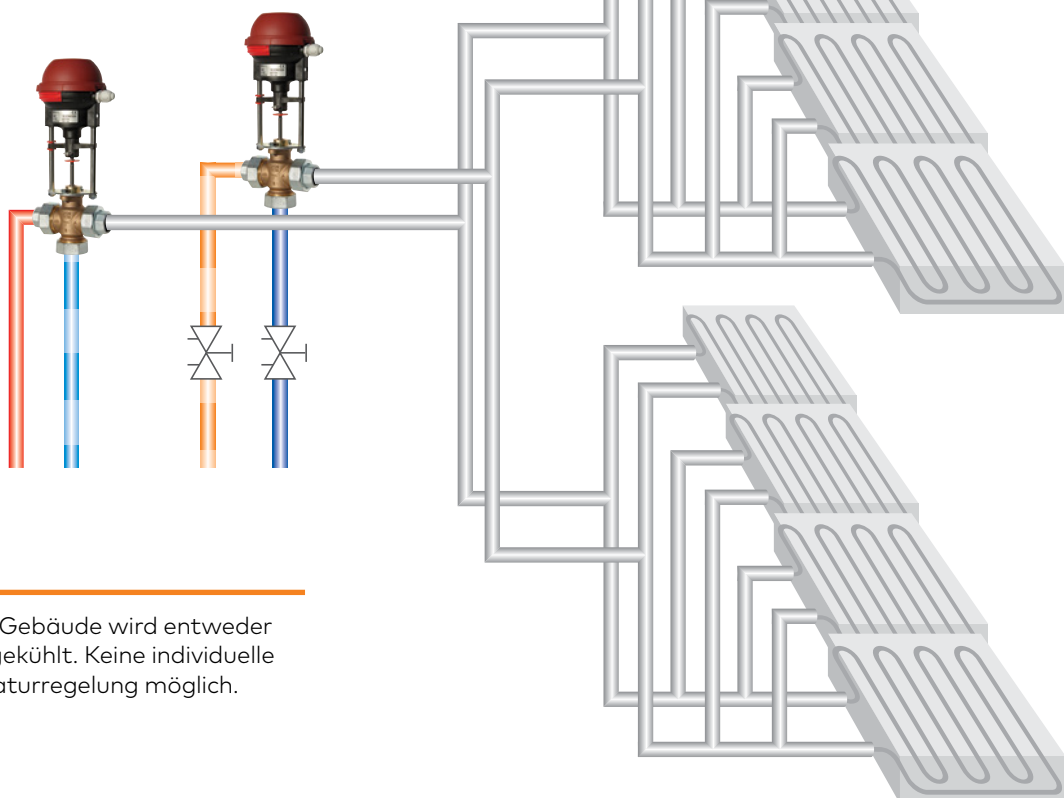 Gebäude wird entweder
gekühlt. Keine individuelle
aturregelung möglich.